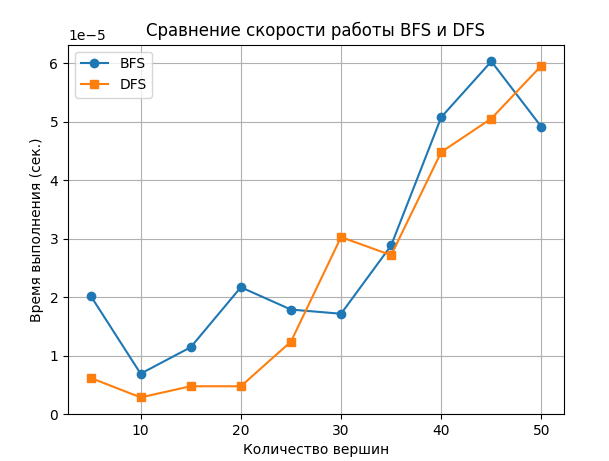 Сравнение скорости работы BFS и DFS
1e−5
BFS
DFS
6
5
4
3
2
1
0
Время выполнения (сек.)
10 20 30 40 50
Количество вершин